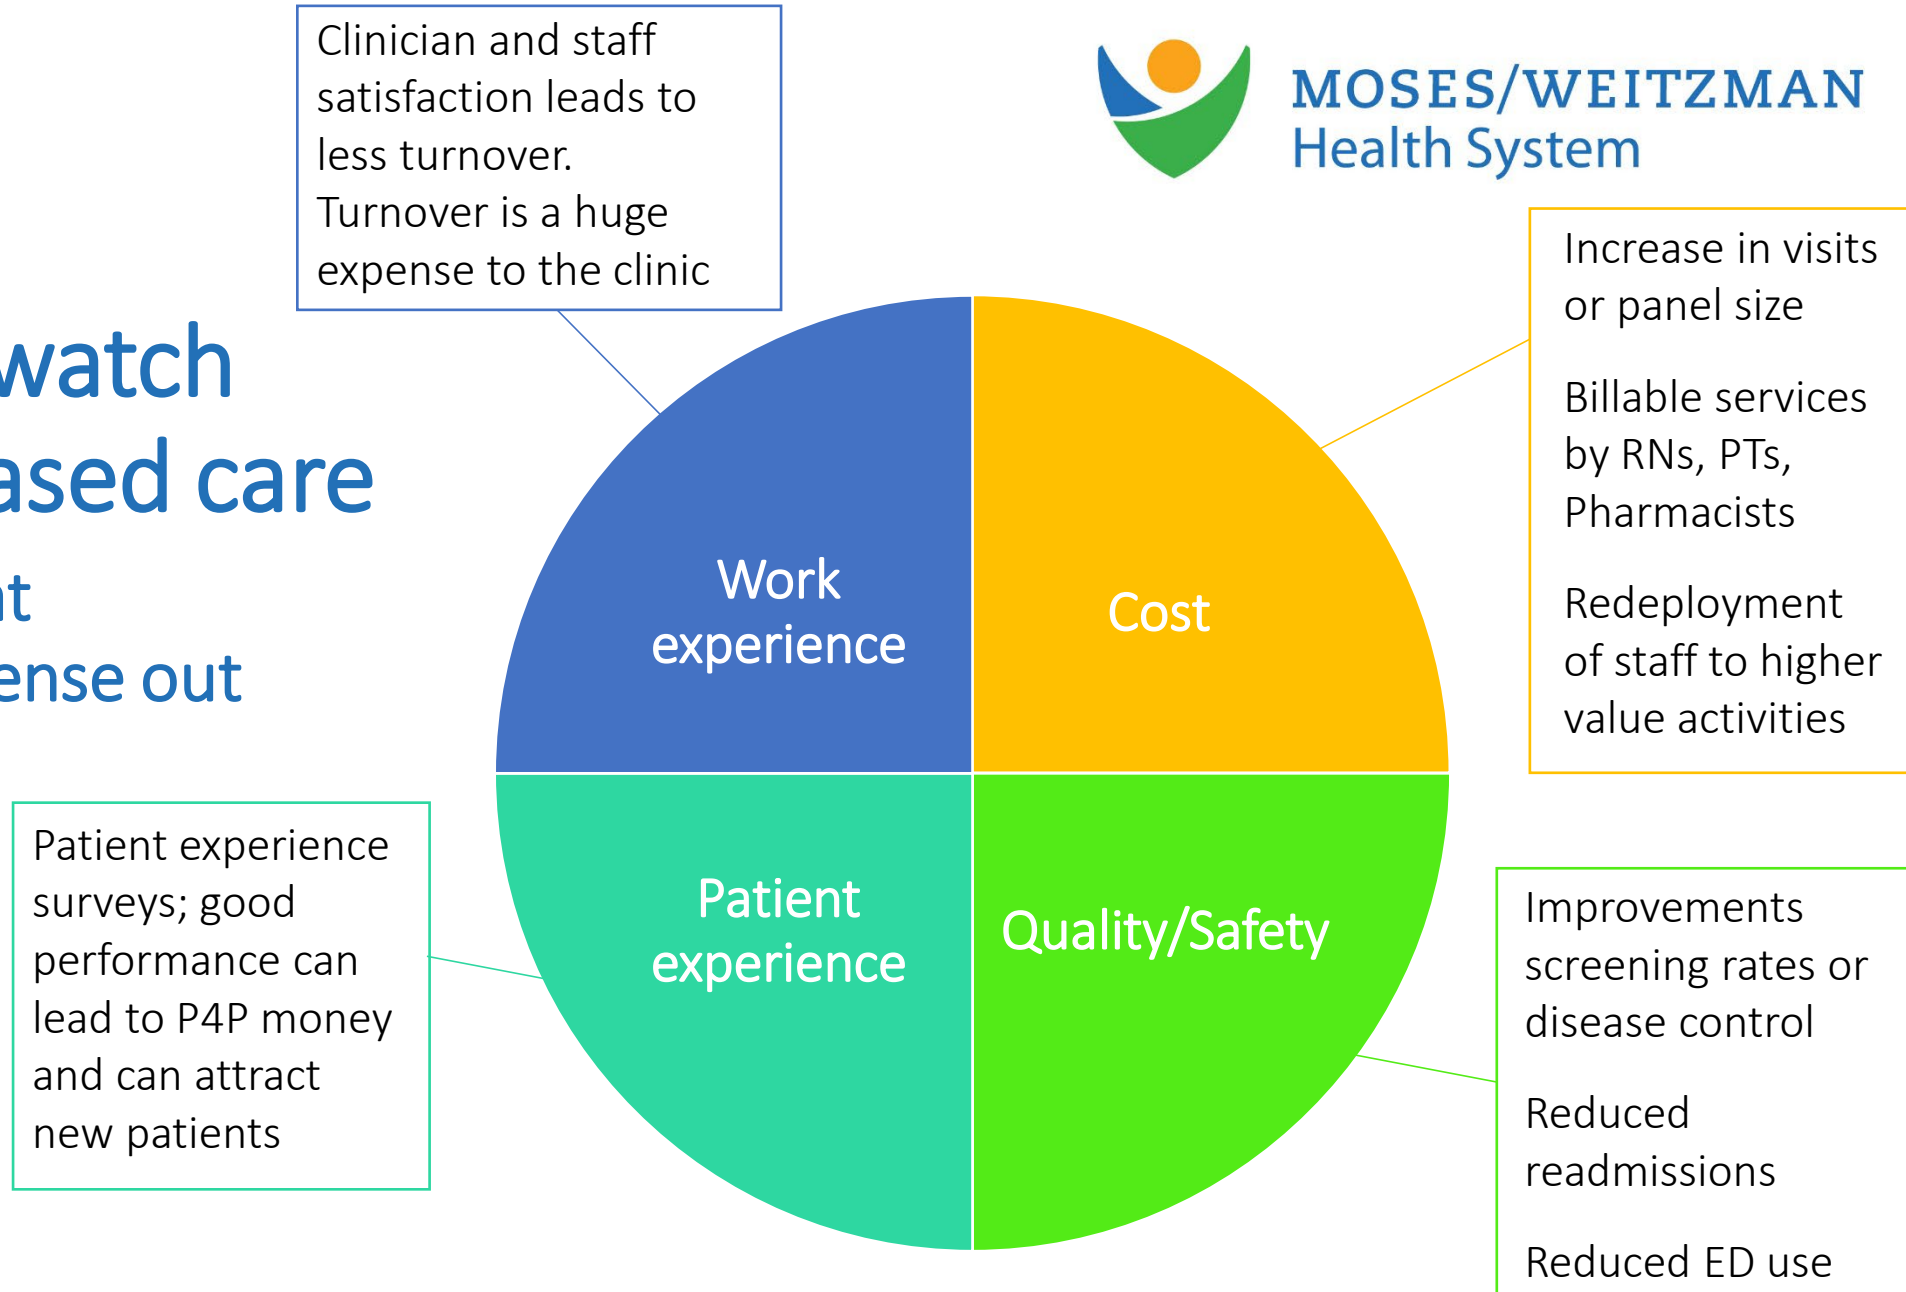 Clinician and staff
satisfaction leads to
less turnover.
Turnover is a huge
expense to the clinic
MOSES/WEITZMAN
Health System
Increase in visits
or panel size
Billable services
by RNs, PTs,
Pharmacists
Redeployment
of staff to higher
value activities
watch
ased care
nt
ense out
Work
experience
Cost
Patient
experience
Quality/Safety
Patient experience
surveys; good
performance can
lead to P4P money
and can attract
new patients
Improvements
screening rates or
disease control
Reduced
readmissions
Reduced ED use